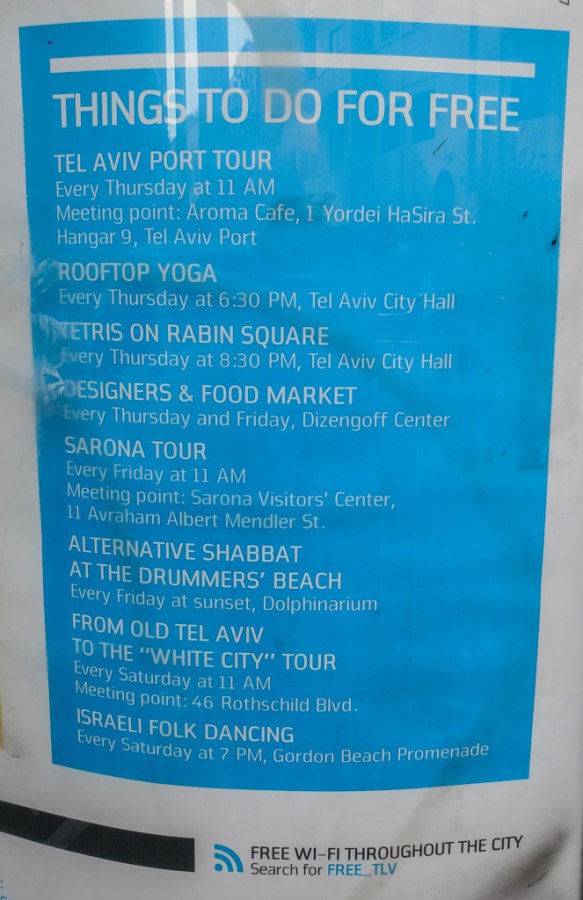 THINGS TO DO FOR FREE
TEL AVIV PORT TOUR
Every Thursday at 11 AM
Meeting point: Aroma Cafe, 1 Yordei HaSira St.
Hangar 9, Tel Aviv Port
ROOFTOP YOGA
Every Thursday at 6:30 PM, Tel Aviv City Hall
TETRIS ON RABIN SQUARE
Every Thursday at 8:30 PM, Tel Aviv City Hall
DESIGNERS & FOOD MARKET
Every Thursday and Friday, Dizengoff Center
SARONA TOUR
Every Friday at 11 AM
Meeting point: Sarona Visitors' Center,
11 Avraham Albert Mendler St.
ALTERNATIVE SHABBAT
AT THE DRUMMERS' BEACH
Every Friday at sunset, Dolphinarium
FROM OLD TEL AVIV
TO THE "WHITE CITY" TOUR
Every Saturday at 11 AM
Meeting point: 46 Rothschild Blvd.
ISRAELI FOLK DANCING
Every Saturday at 7 PM, Gordon Beach Promenade
FREE WI-FI THROUGHOUT THE CITY
Search for FREE_TLV